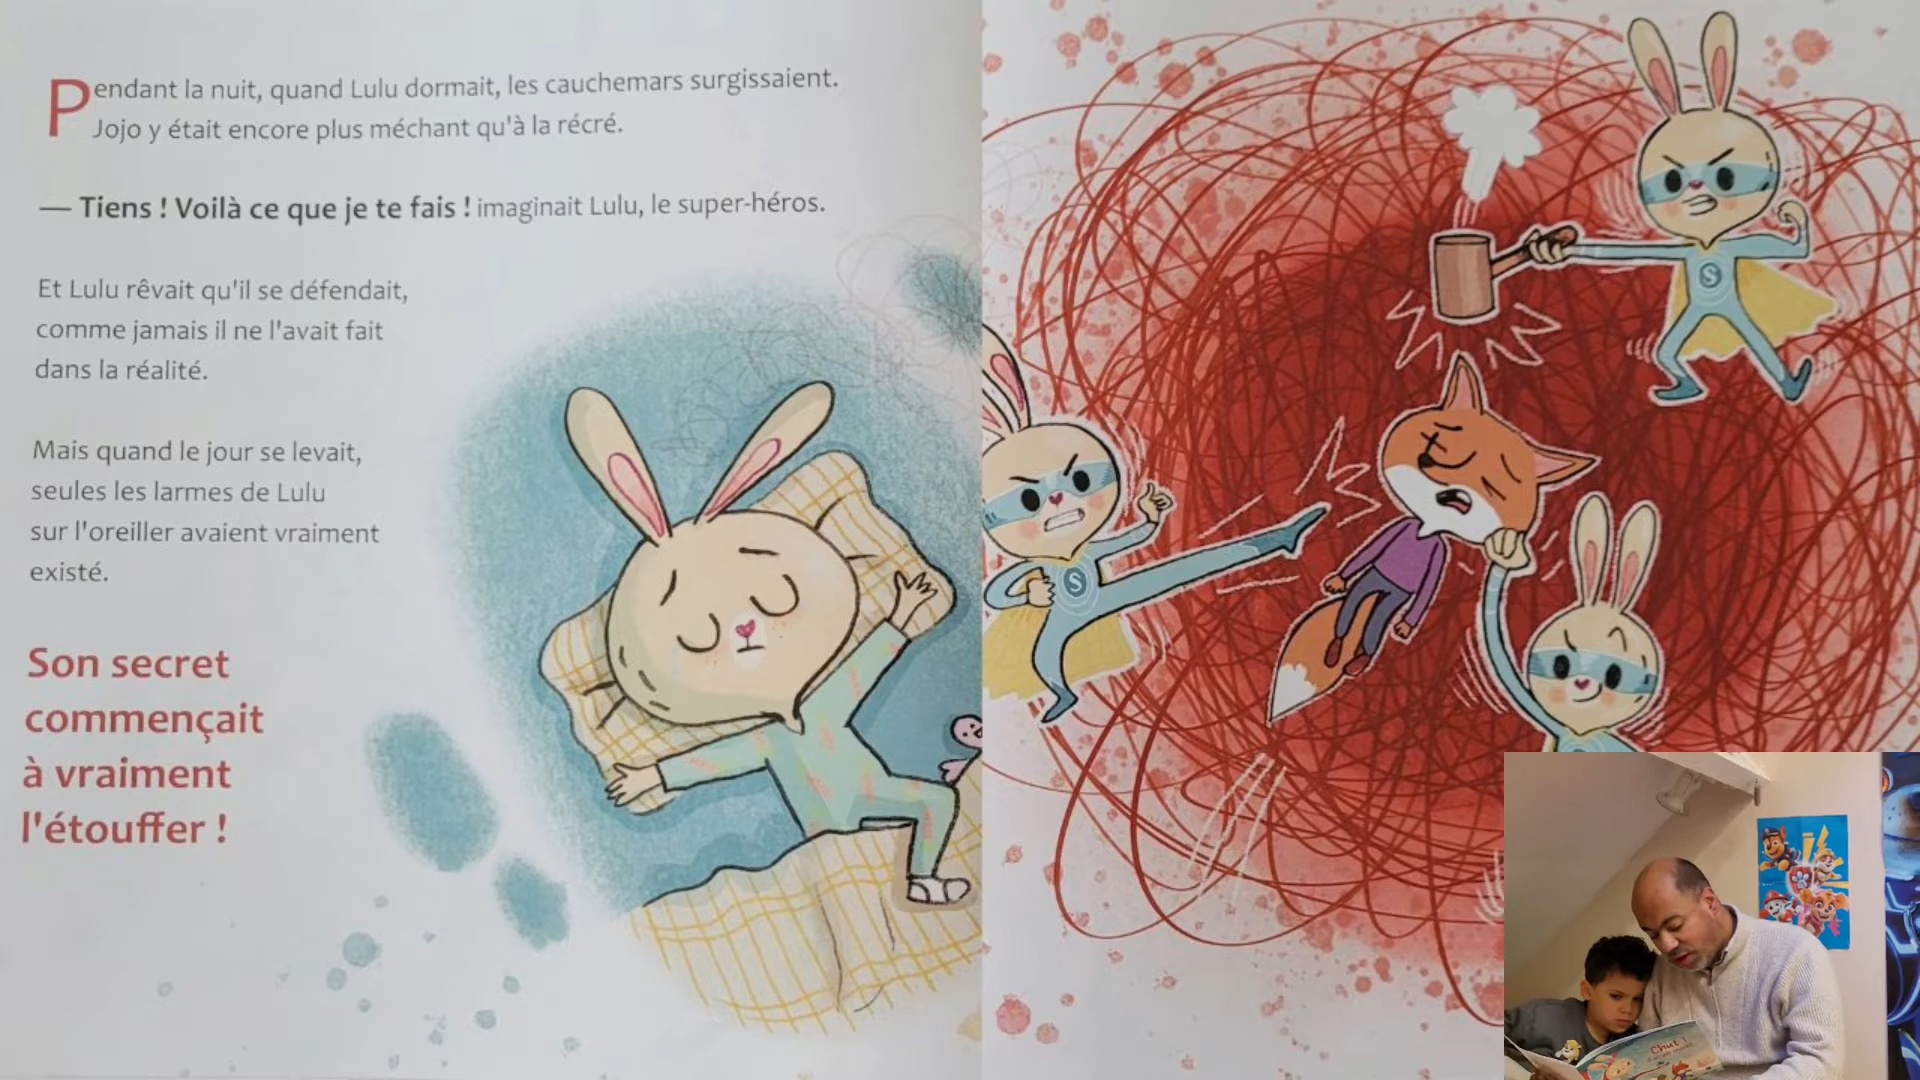 Pendant la nuit, quand Lulu dormait, les cauchemars surgissaient.
Jojo y était encore plus méchant qu'à la récré.
— Tiens ! Voilà ce que je te fais ! imaginait Lulu, le super-héros.
Et Lulu rêvait qu'il se défendait,
comme jamais il ne l'avait fait
dans la réalité.
Mais quand le jour se levait,
seules les larmes de Lulu
sur l'oreiller avaient vraiment
existé.
Son secret
commençait
à vraiment
l'étouffer !
S
S
Chut !